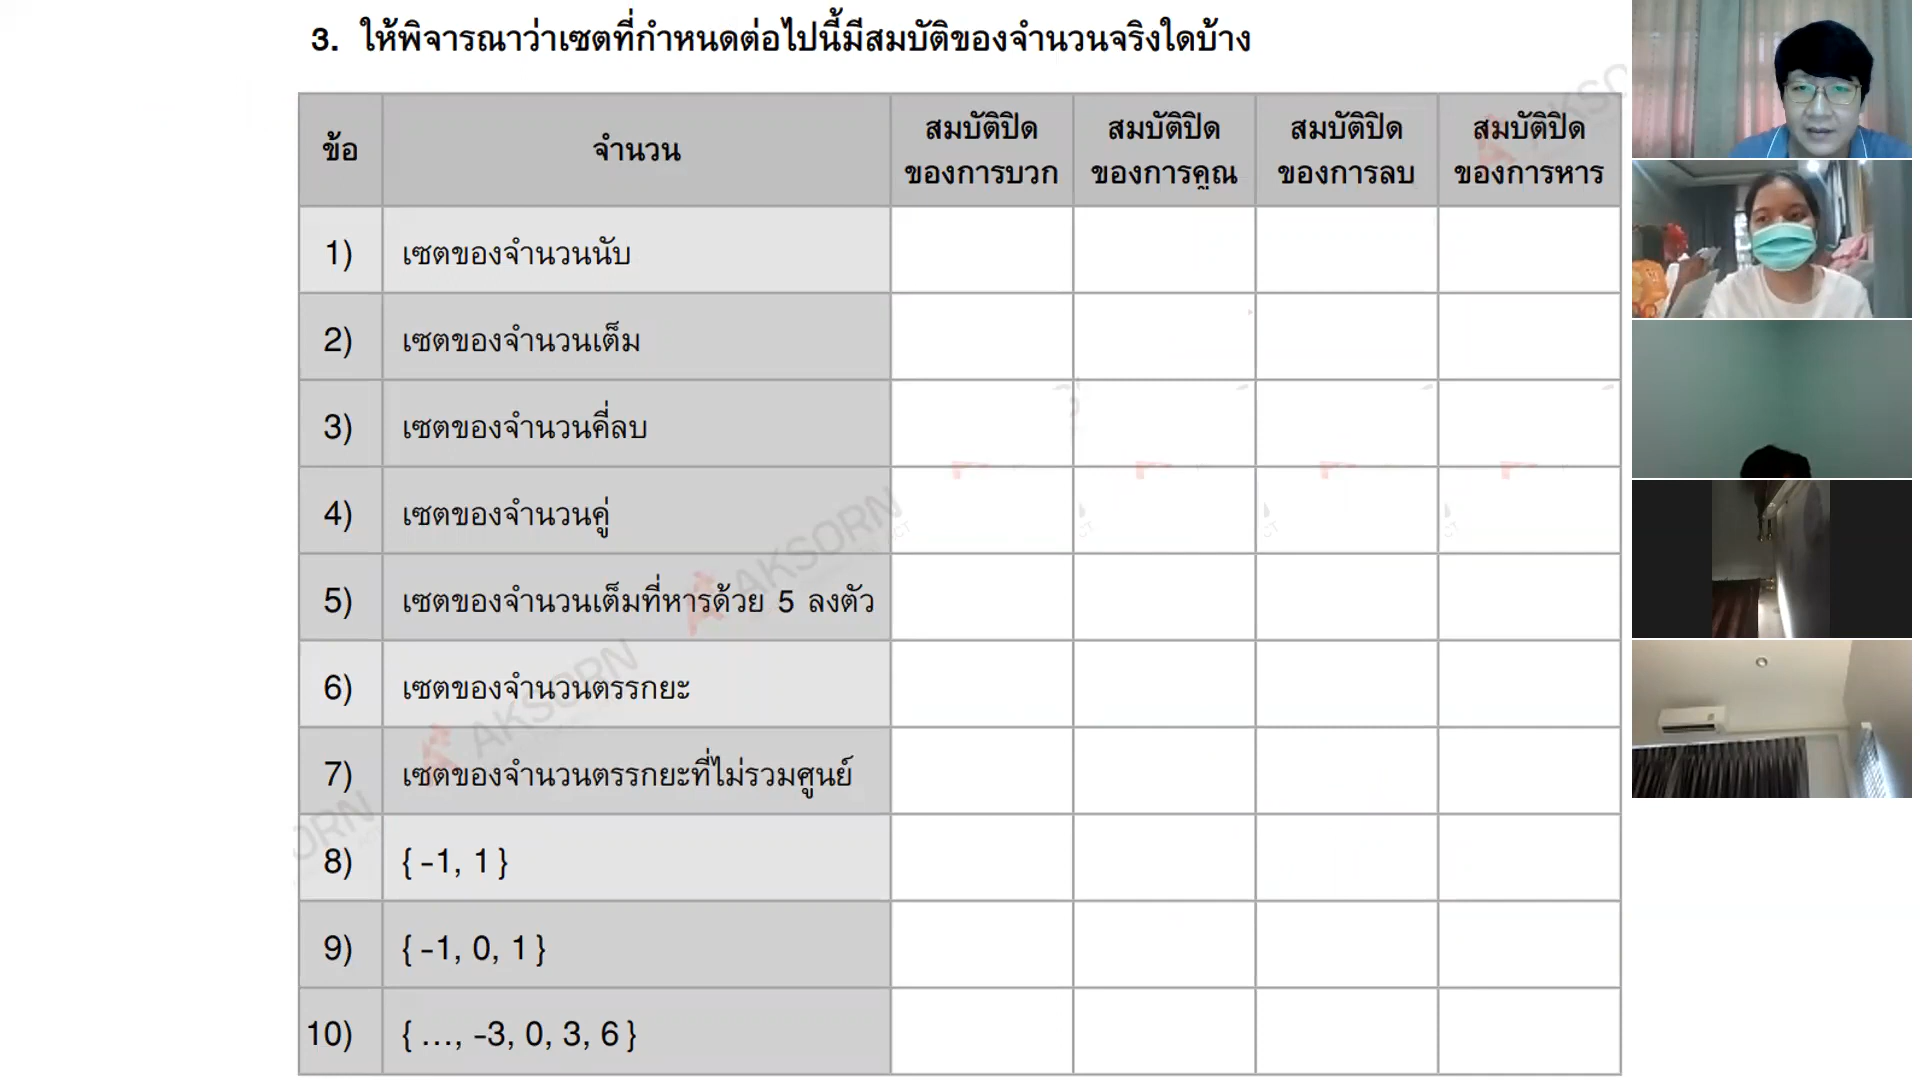 3. ให้พิจารณาว่าเซตที่กำหนดต่อไปนี้มีสมบัติของจำนวนจริงใดบ้าง
ข้อ จำนวน สมบัติปิดของการบวก สมบัติปิดของการคูณ สมบัติปิดของการลบ สมบัติปิดของการหาร
1) เซตของจำนวนนับ
2) เซตของจำนวนเต็ม
3) เซตของจำนวนคี่ลบ
4) เซตของจำนวนคู่
5) เซตของจำนวนเต็มที่หารด้วย 5 ลงตัว
6) เซตของจำนวนตรรกยะ
7) เซตของจำนวนตรรกยะที่ไม่รวมศูนย์
8) { -1, 1 }
9) { -1, 0, 1 }
10) { ..., -3, 0, 3, 6 }
AKSORN
AKSORN